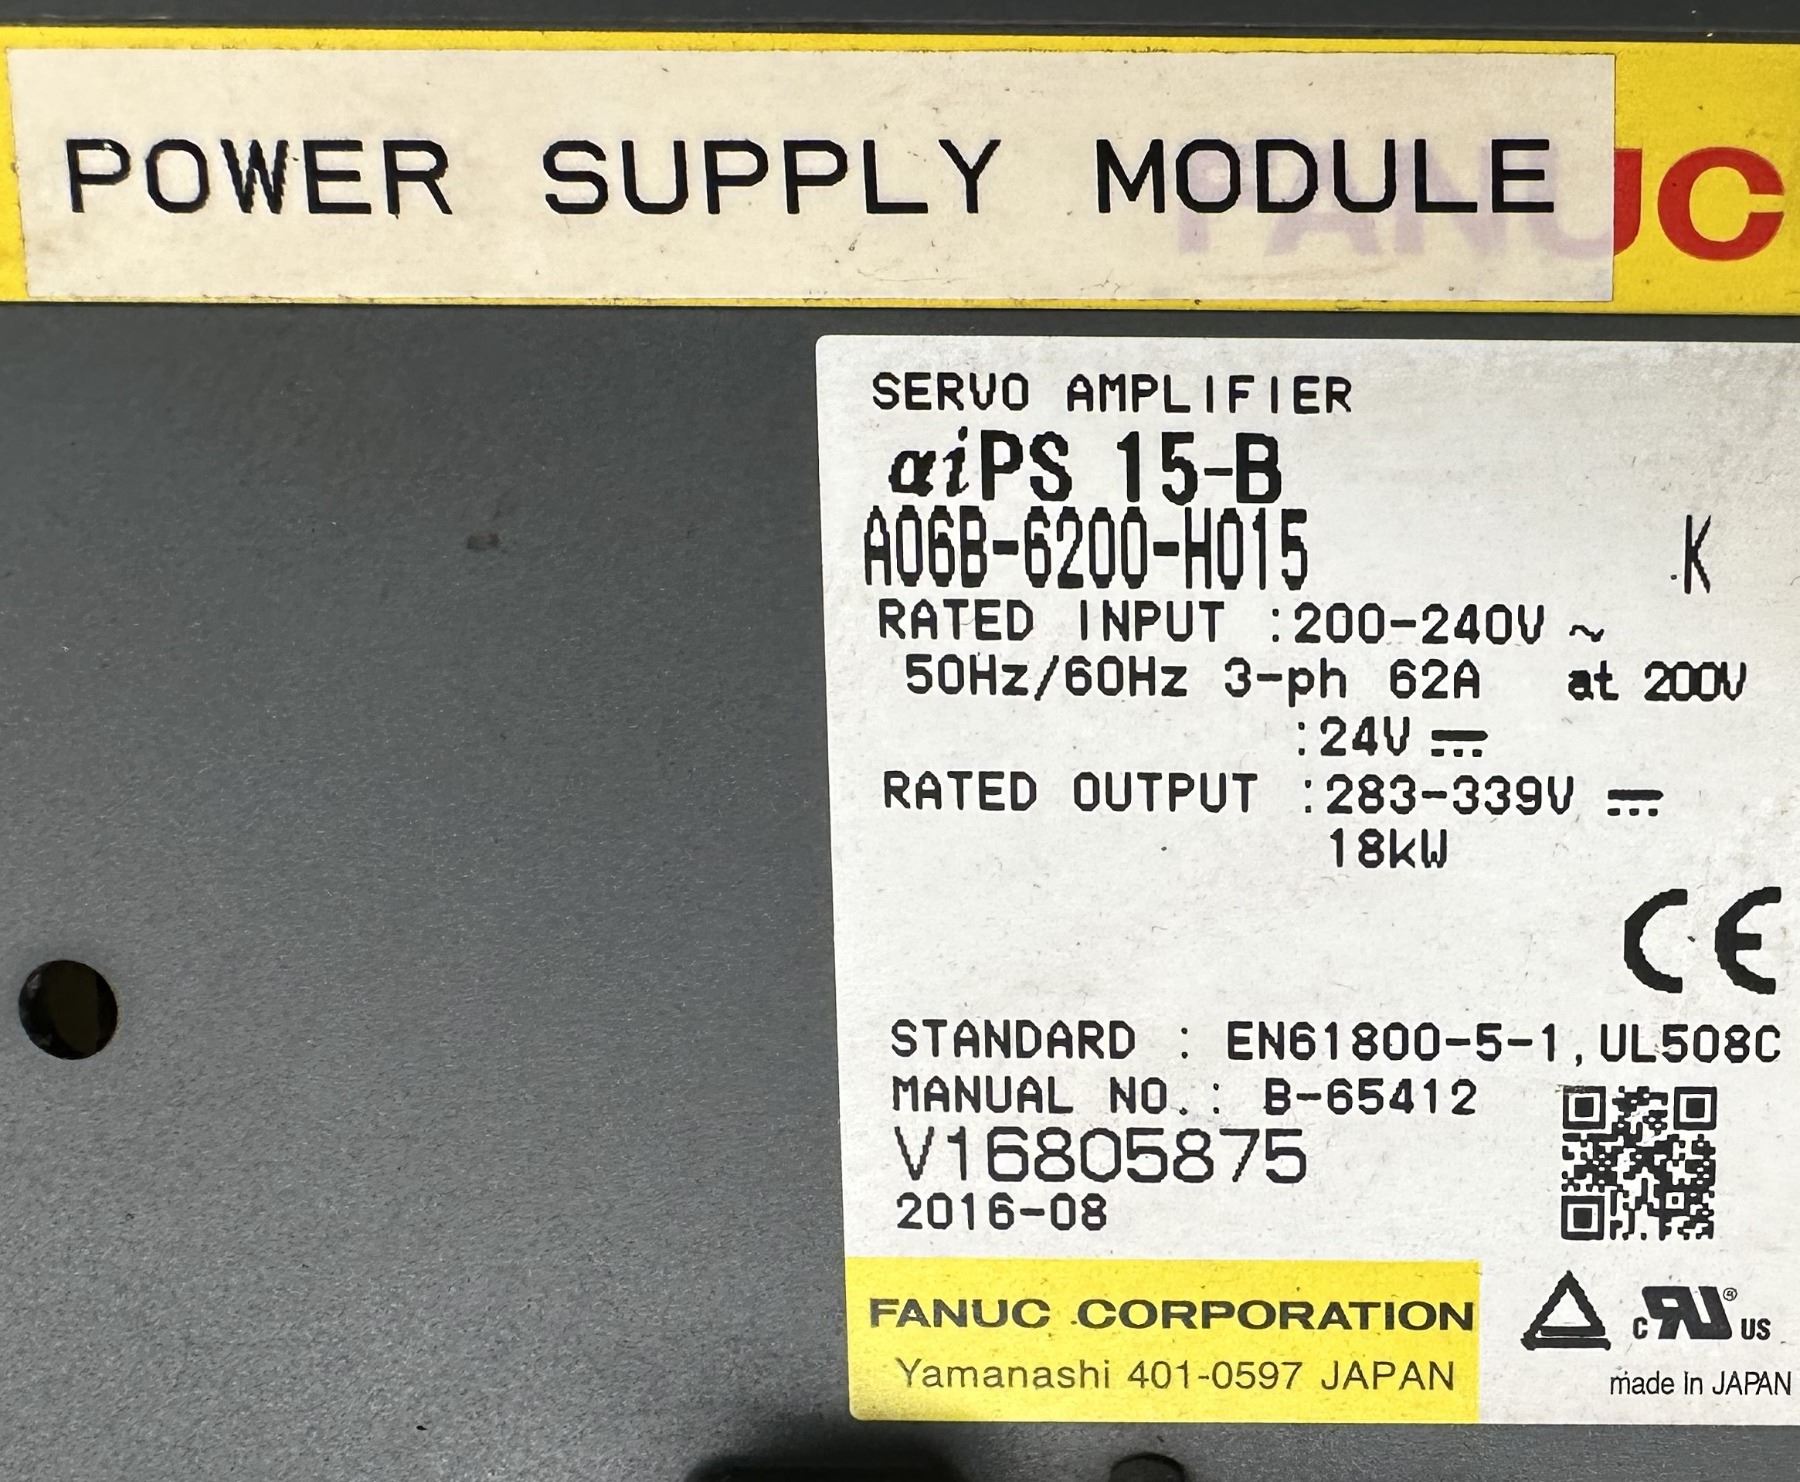 POWER SUPPLY MODULE
FANUC
SERVO AMPLIFIER
αiPS 15-B
A06B-6200-H015 K
RATED INPUT :200-240V ~
50Hz/60Hz 3-ph 62A at 200V
:24V ⎓
RATED OUTPUT :283-339V ⎓
18kW
CE
STANDARD : EN61800-5-1,UL508C
MANUAL NO.: B-65412
V16805875
2016-08
FANUC CORPORATION
Yamanashi 401-0597 JAPAN
c RU ® US
made in JAPAN